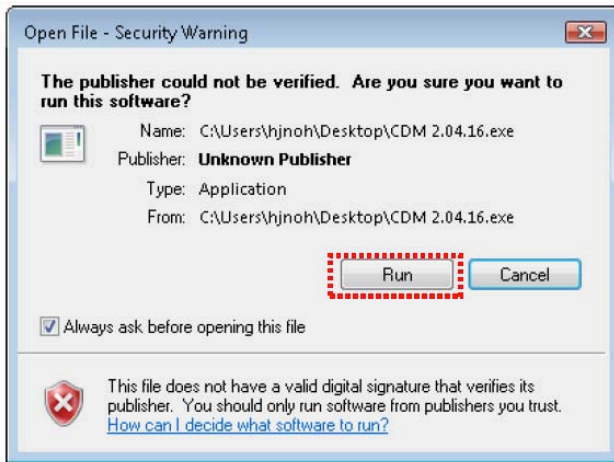 Open File - Security Warning
The publisher could not be verified.  Are you sure you want to
run this software?
Name: C:\Users\hjnoh\Desktop\CDM 2.04.16.exe
Publisher: Unknown Publisher
Type: Application
From: C:\Users\hjnoh\Desktop\CDM 2.04.16.exe
Run Cancel
Always ask before opening this file
This file does not have a valid digital signature that verifies its
publisher.  You should only run software from publishers you trust.
How can I decide what software to run?